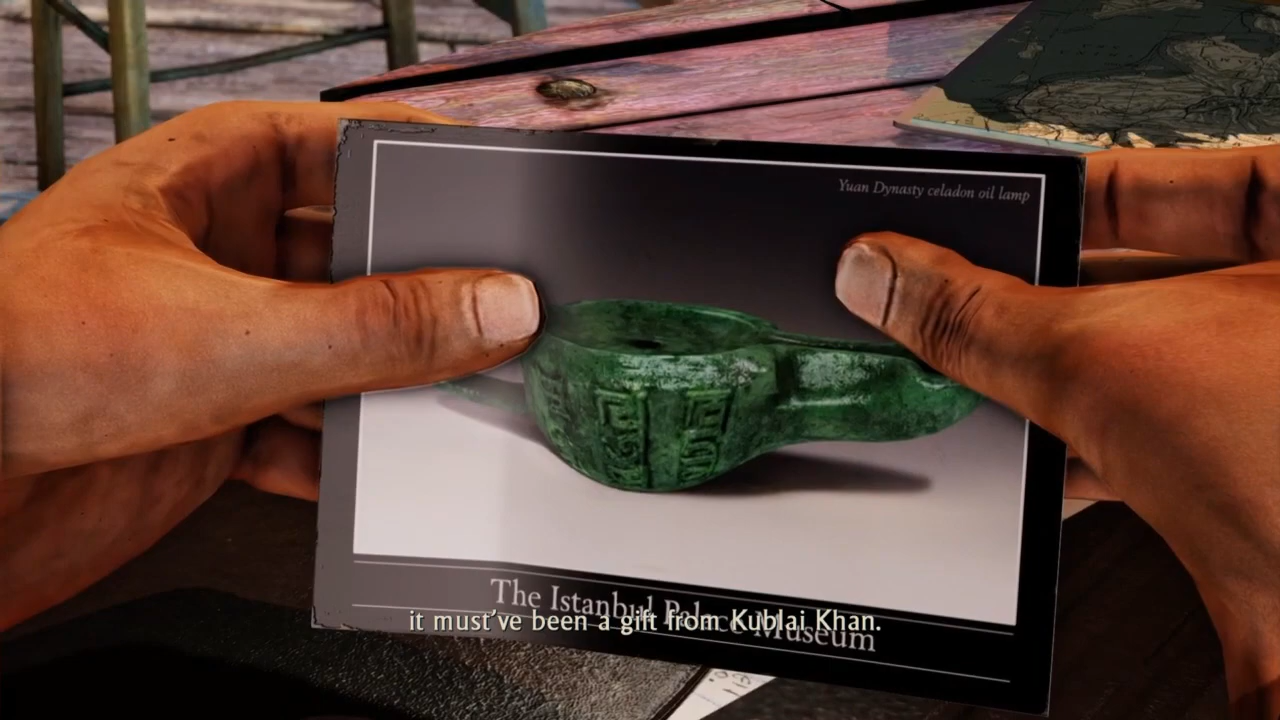 Yuan Dynasty celadon oil lamp
The Istanbul Palace Museum
it must've been a gift from Kublai Khan.